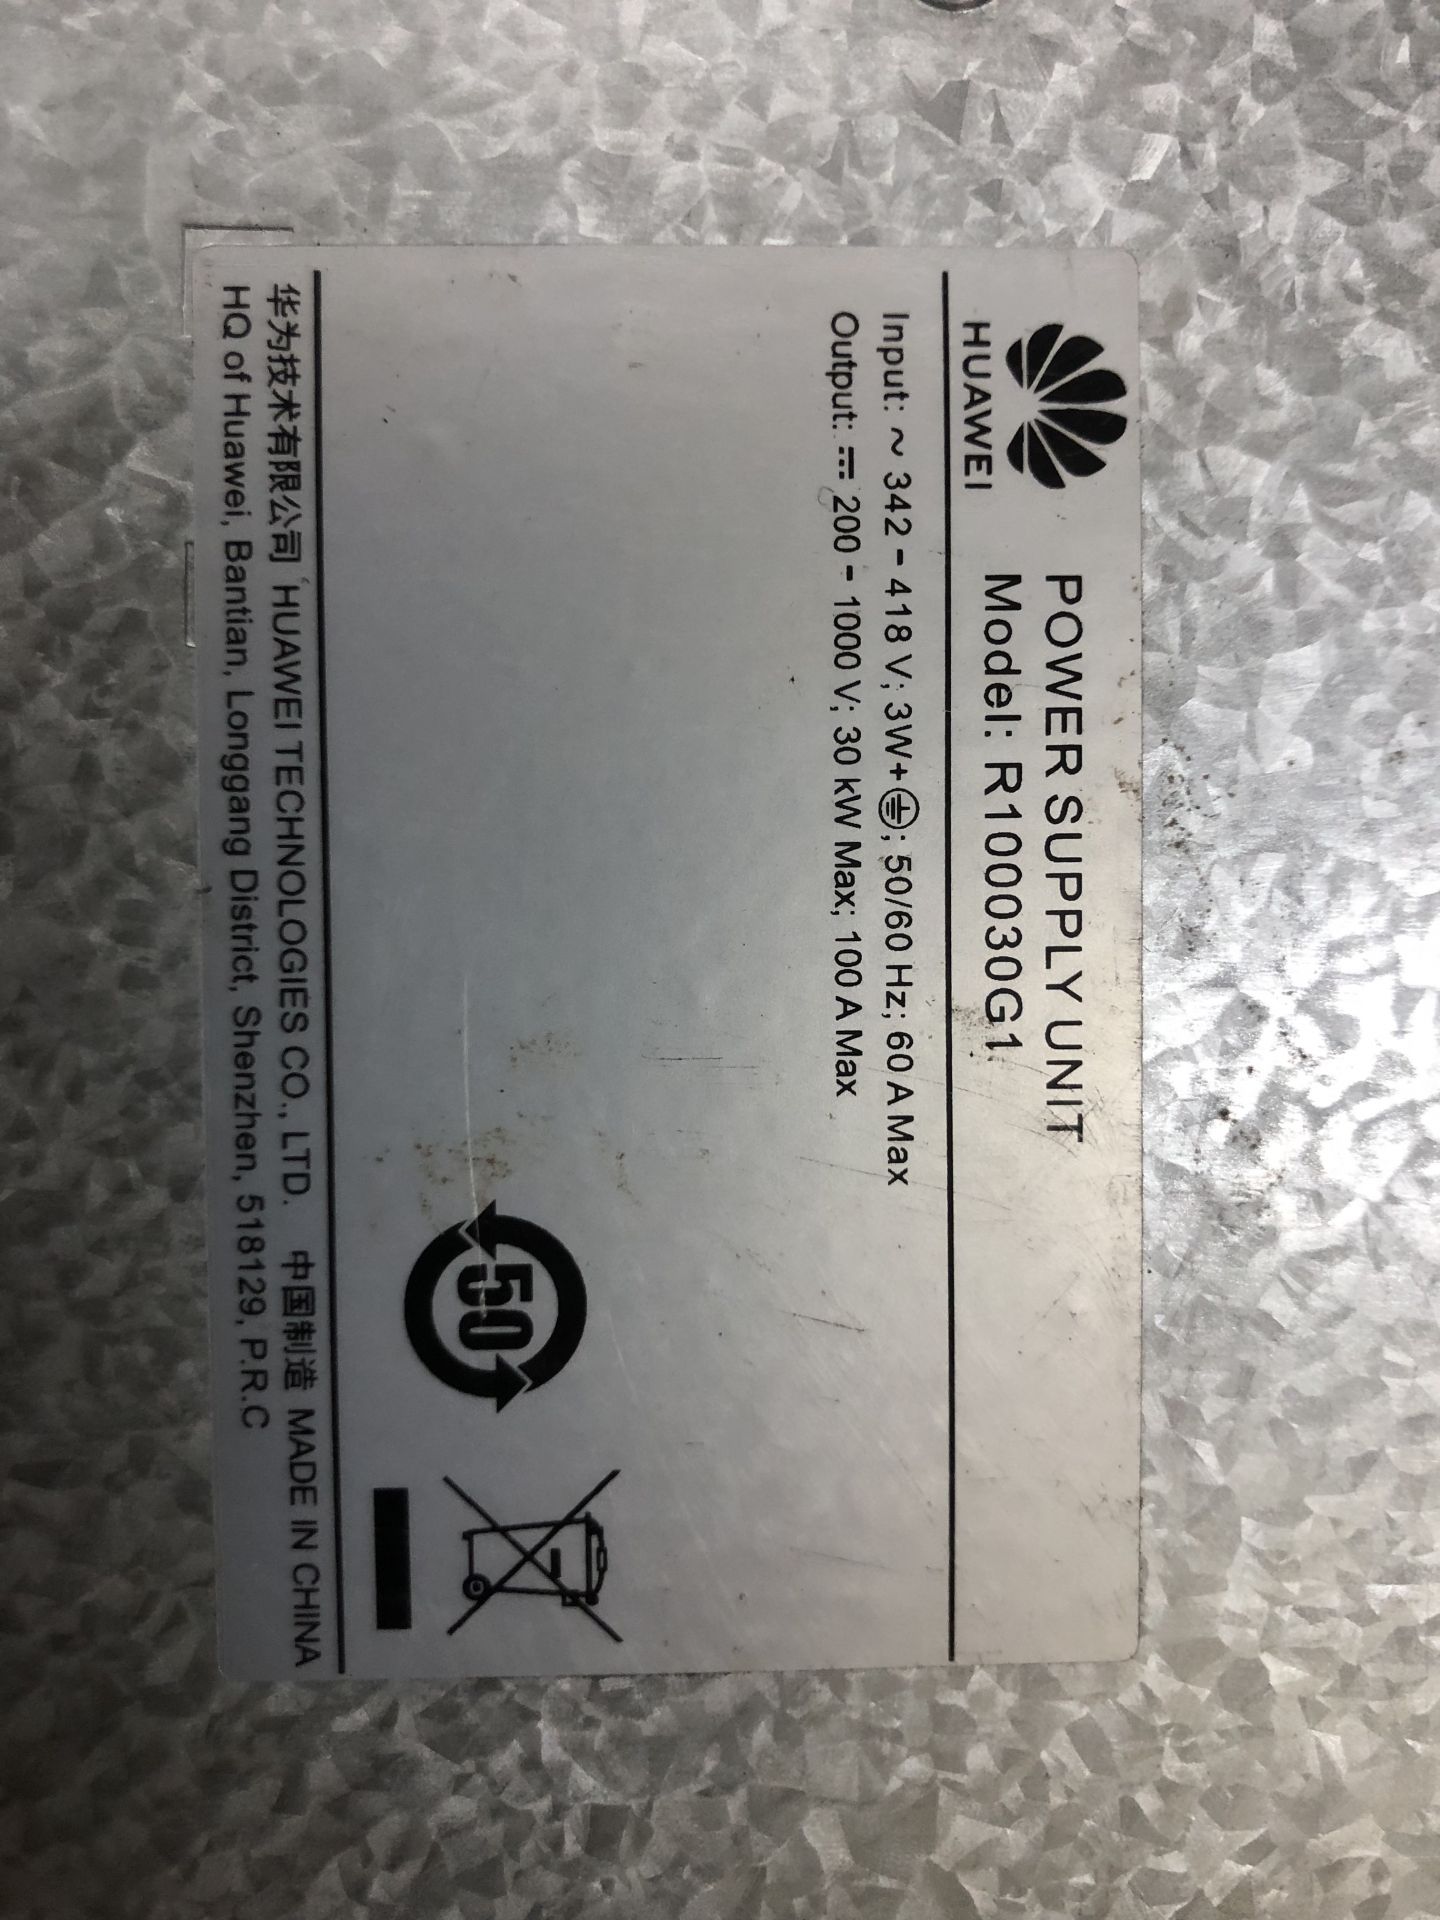 HUAWEI
POWER SUPPLY UNIT
Model: R100030G1
Input: ~ 342 - 418 V; 3W+⏚; 50/60 Hz; 60 A Max
Output: ⎓ 200 - 1000 V; 30 kW Max; 100 A Max
50
华为技术有限公司 HUAWEI TECHNOLOGIES CO., LTD. 中国制造 MADE IN CHINA
HQ of Huawei, Bantian, Longgang District, Shenzhen, 518129, P.R.C